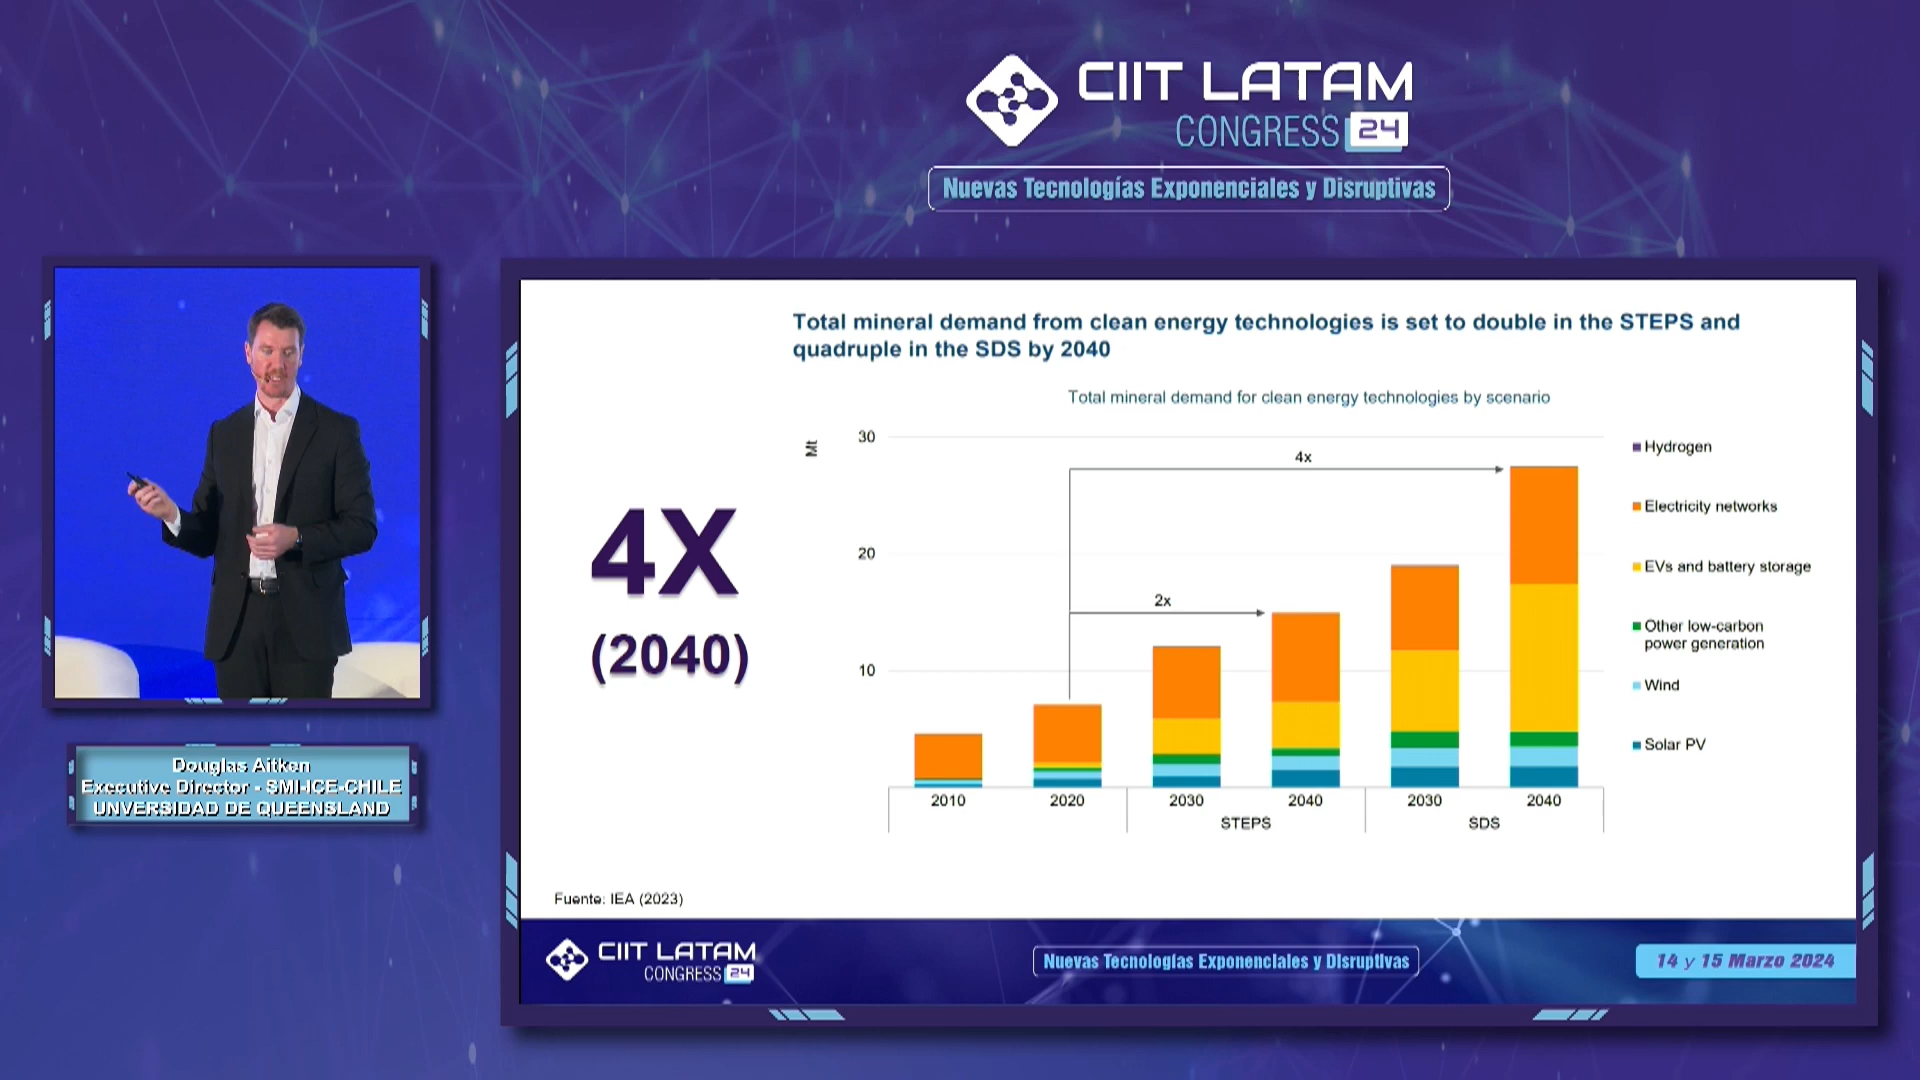 CIIT LATAM
CONGRESS 24
Nuevas Tecnologías Exponenciales y Disruptivas
Total mineral demand from clean energy technologies is set to double in the STEPS and
quadruple in the SDS by 2040
Total mineral demand for clean energy technologies by scenario
Mt
30
20
10
4x
2x
4X
(2040)
Hydrogen
Electricity networks
EVs and battery storage
Other low-carbon
power generation
Wind
Solar PV
2010 2020 2030 2040 2030 2040
STEPS SDS
Fuente: IEA (2023)
Douglas Aitken
Executive Director - SMI-ICE-CHILE
UNVERSIDAD DE QUEENSLAND
CIIT LATAM
CONGRESS 24
Nuevas Tecnologías Exponenciales y Disruptivas
14 y 15 Marzo 2024